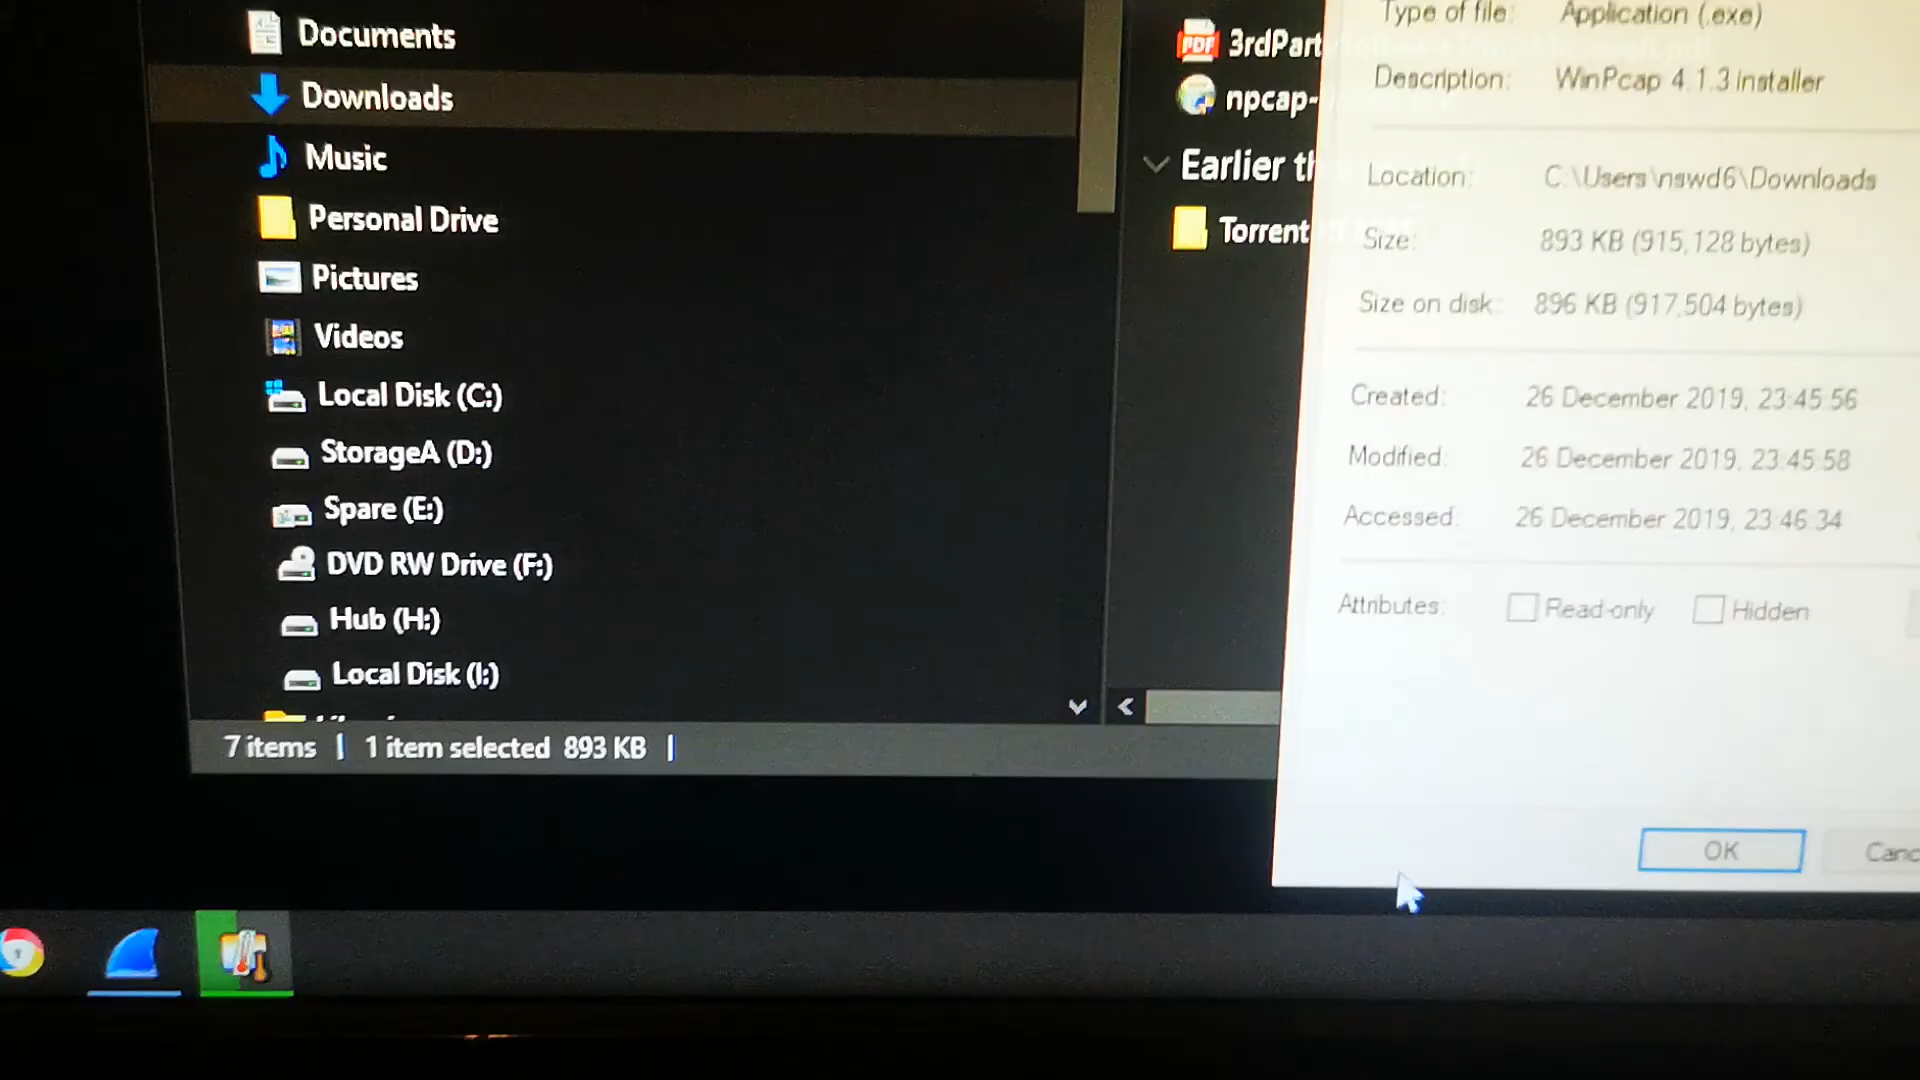 Documents
Downloads
Music
Personal Drive
Pictures
Videos
Local Disk (C:)
StorageA (D:)
Spare (E:)
DVD RW Drive (F:)
Hub (H:)
Local Disk (I:)
7 items
1 item selected 893 KB
PDF
3rdPart
npcap-
Earlier th
Torrent
Type of file: Application (.exe)
Description: WinPcap 4.1.3 installer
Location: C:\Users\nswd6\Downloads
Size: 893 KB (915,128 bytes)
Size on disk: 896 KB (917,504 bytes)
Created: 26 December 2019, 23:45:56
Modified: 26 December 2019, 23:45:58
Accessed: 26 December 2019, 23:46:34
Attributes: Read-only Hidden
OK
Canc